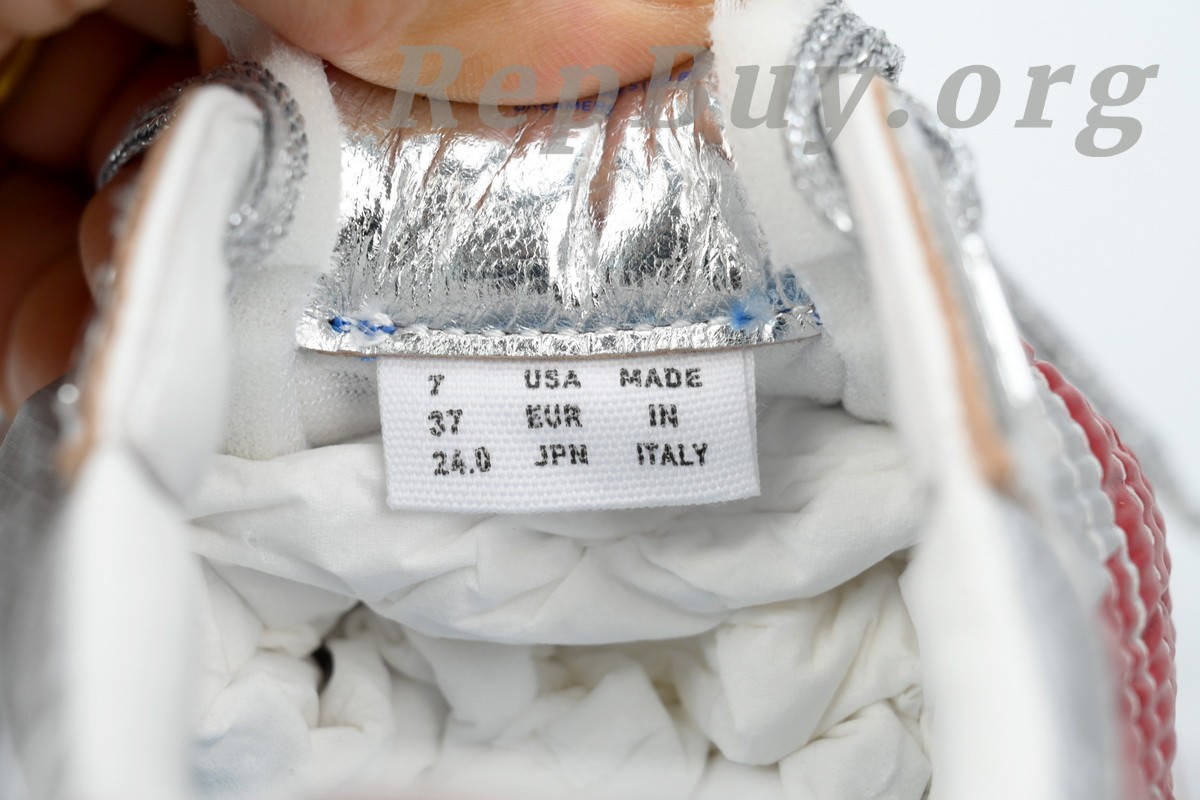 RepBuy.org
7 USA MADE
37 EUR IN
24.0 JPN ITALY